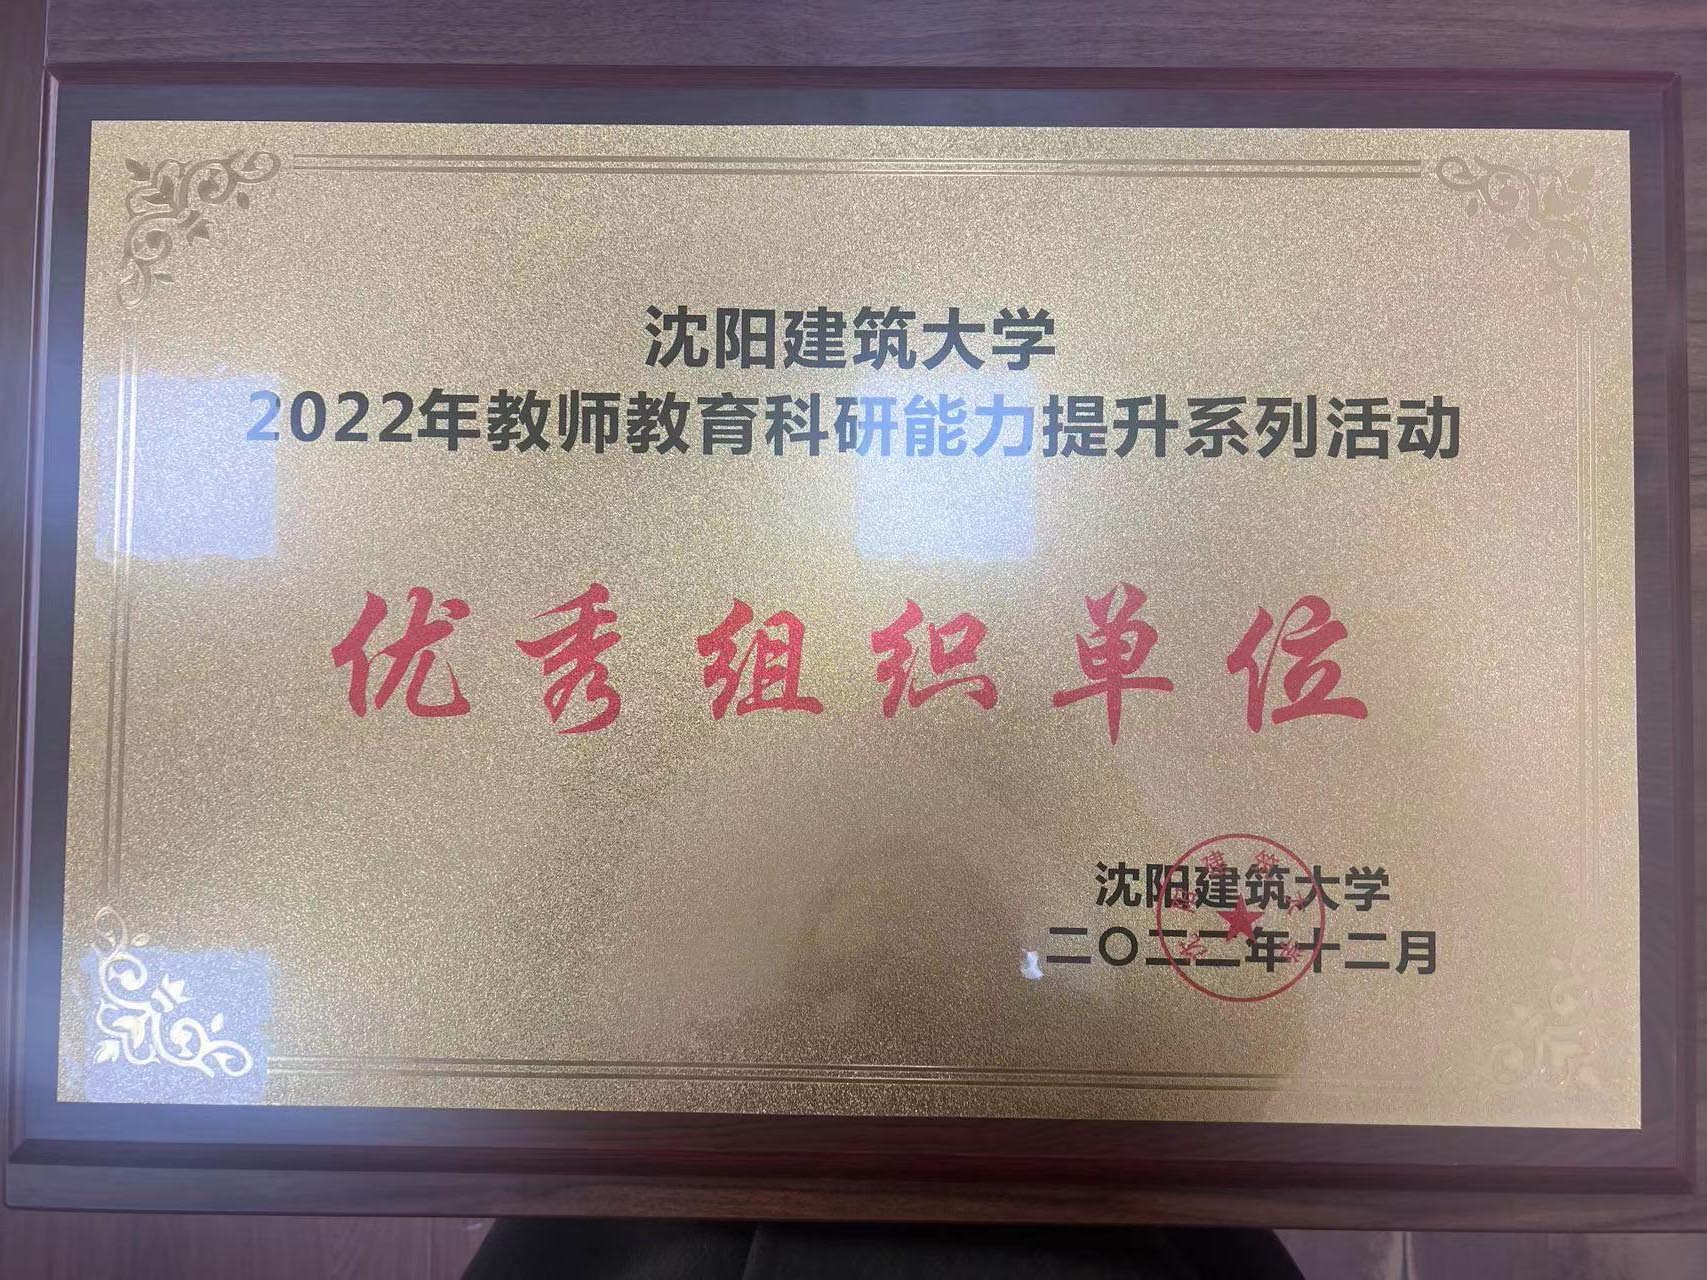 沈阳建筑大学
2022年教师教育科研能力提升系列活动
优秀组织单位
沈阳建筑大学
二〇二二年十二月